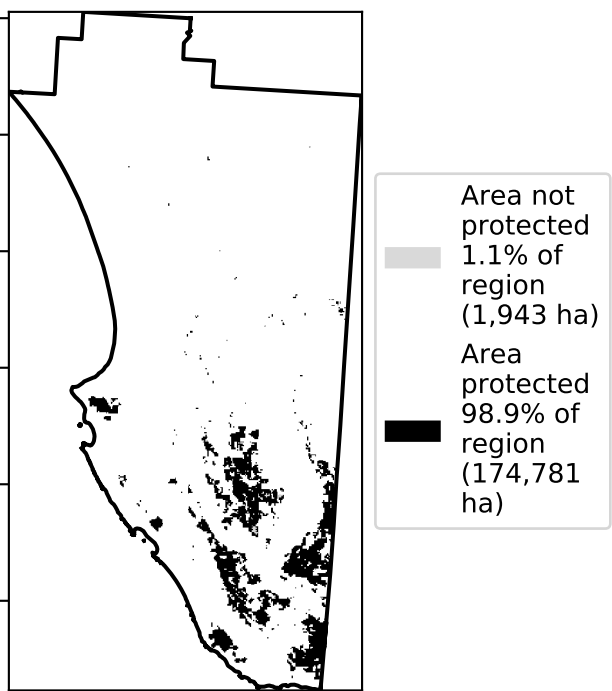 Area not
protected
1.1% of
region
(1,943 ha)
Area
protected
98.9% of
region
(174,781
ha)